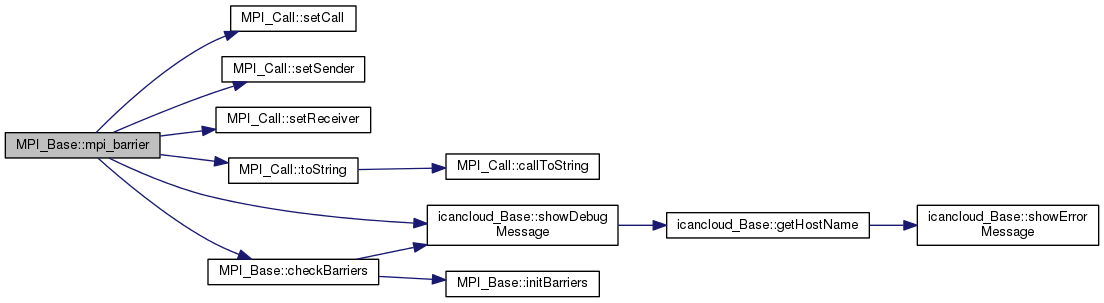 MPI_Call::setCall
MPI_Call::setSender
MPI_Call::setReceiver
MPI_Base::mpi_barrier
MPI_Call::toString
MPI_Call::callToString
icancloud_Base::showDebug
Message
icancloud_Base::getHostName
icancloud_Base::showError
Message
MPI_Base::checkBarriers
MPI_Base::initBarriers